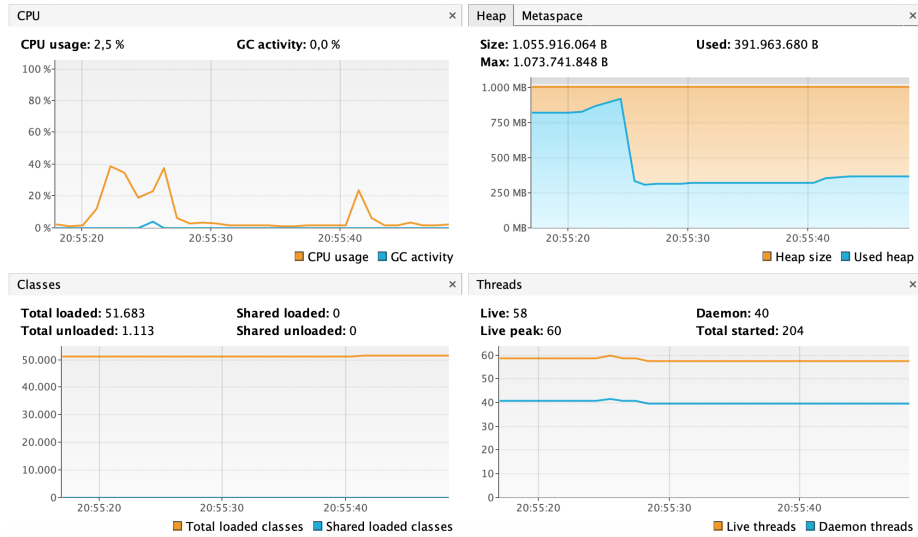 CPU ×
CPU usage: 2,5 % GC activity: 0,0 %
100 %
80 %
60 %
40 %
20 %
0 %
20:55:20 20:55:30 20:55:40
CPU usage GC activity
Heap Metaspace ×
Size: 1.055.916.064 B Used: 391.963.680 B
Max: 1.073.741.848 B
1.000 MB
750 MB
500 MB
250 MB
0 MB
20:55:20 20:55:30 20:55:40
Heap size Used heap
Classes ×
Total loaded: 51.683 Shared loaded: 0
Total unloaded: 1.113 Shared unloaded: 0
50.000
40.000
30.000
20.000
10.000
0
20:55:20 20:55:30 20:55:40
Total loaded classes Shared loaded classes
Threads ×
Live: 58 Daemon: 40
Live peak: 60 Total started: 204
60
50
40
30
20
10
0
20:55:20 20:55:30 20:55:40
Live threads Daemon threads